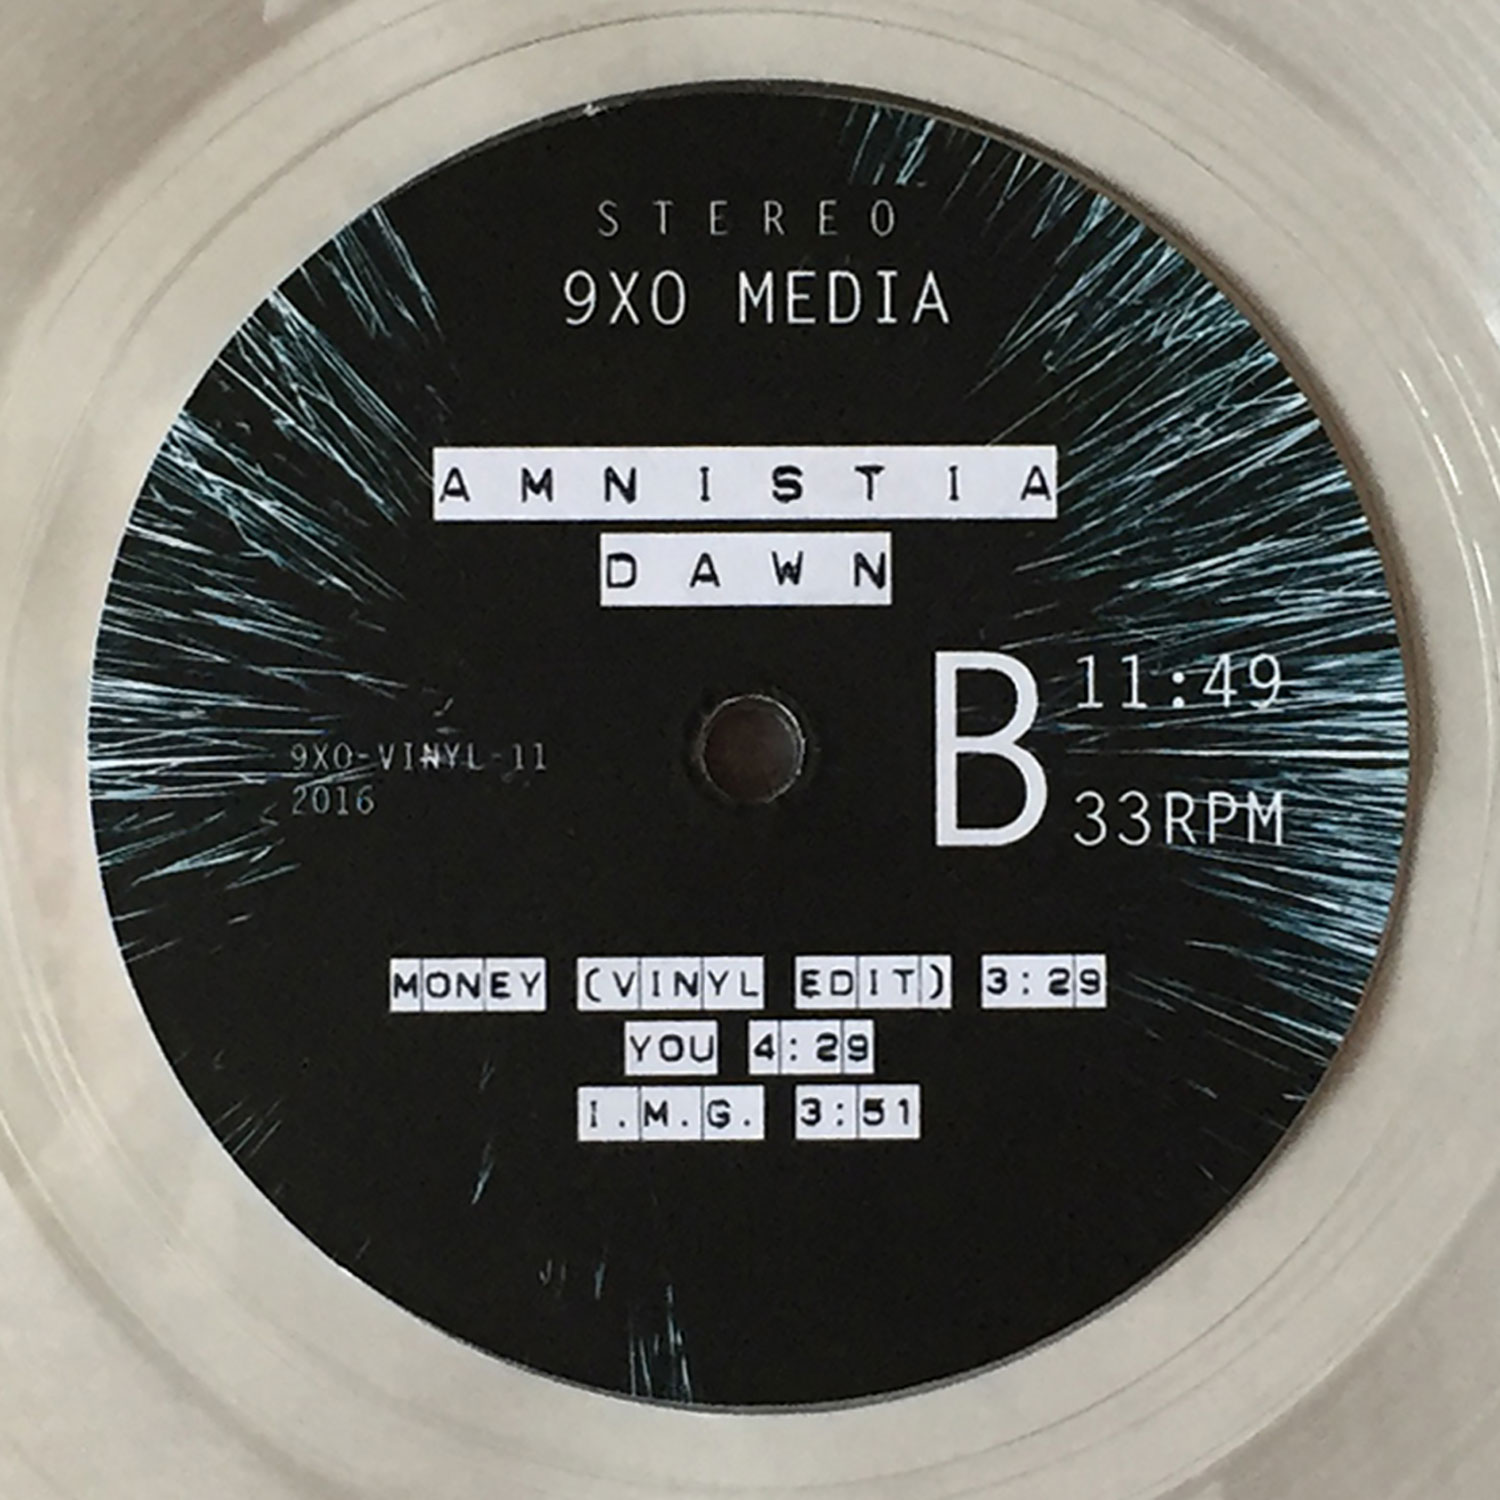 STEREO
9XO MEDIA
AMNISTIA
DAWN
B
11:49
33RPM
9XO-VINYL-11
2016
MONEY (VINYL EDIT) 3:29
YOU 4:29
I.M.G. 3:51